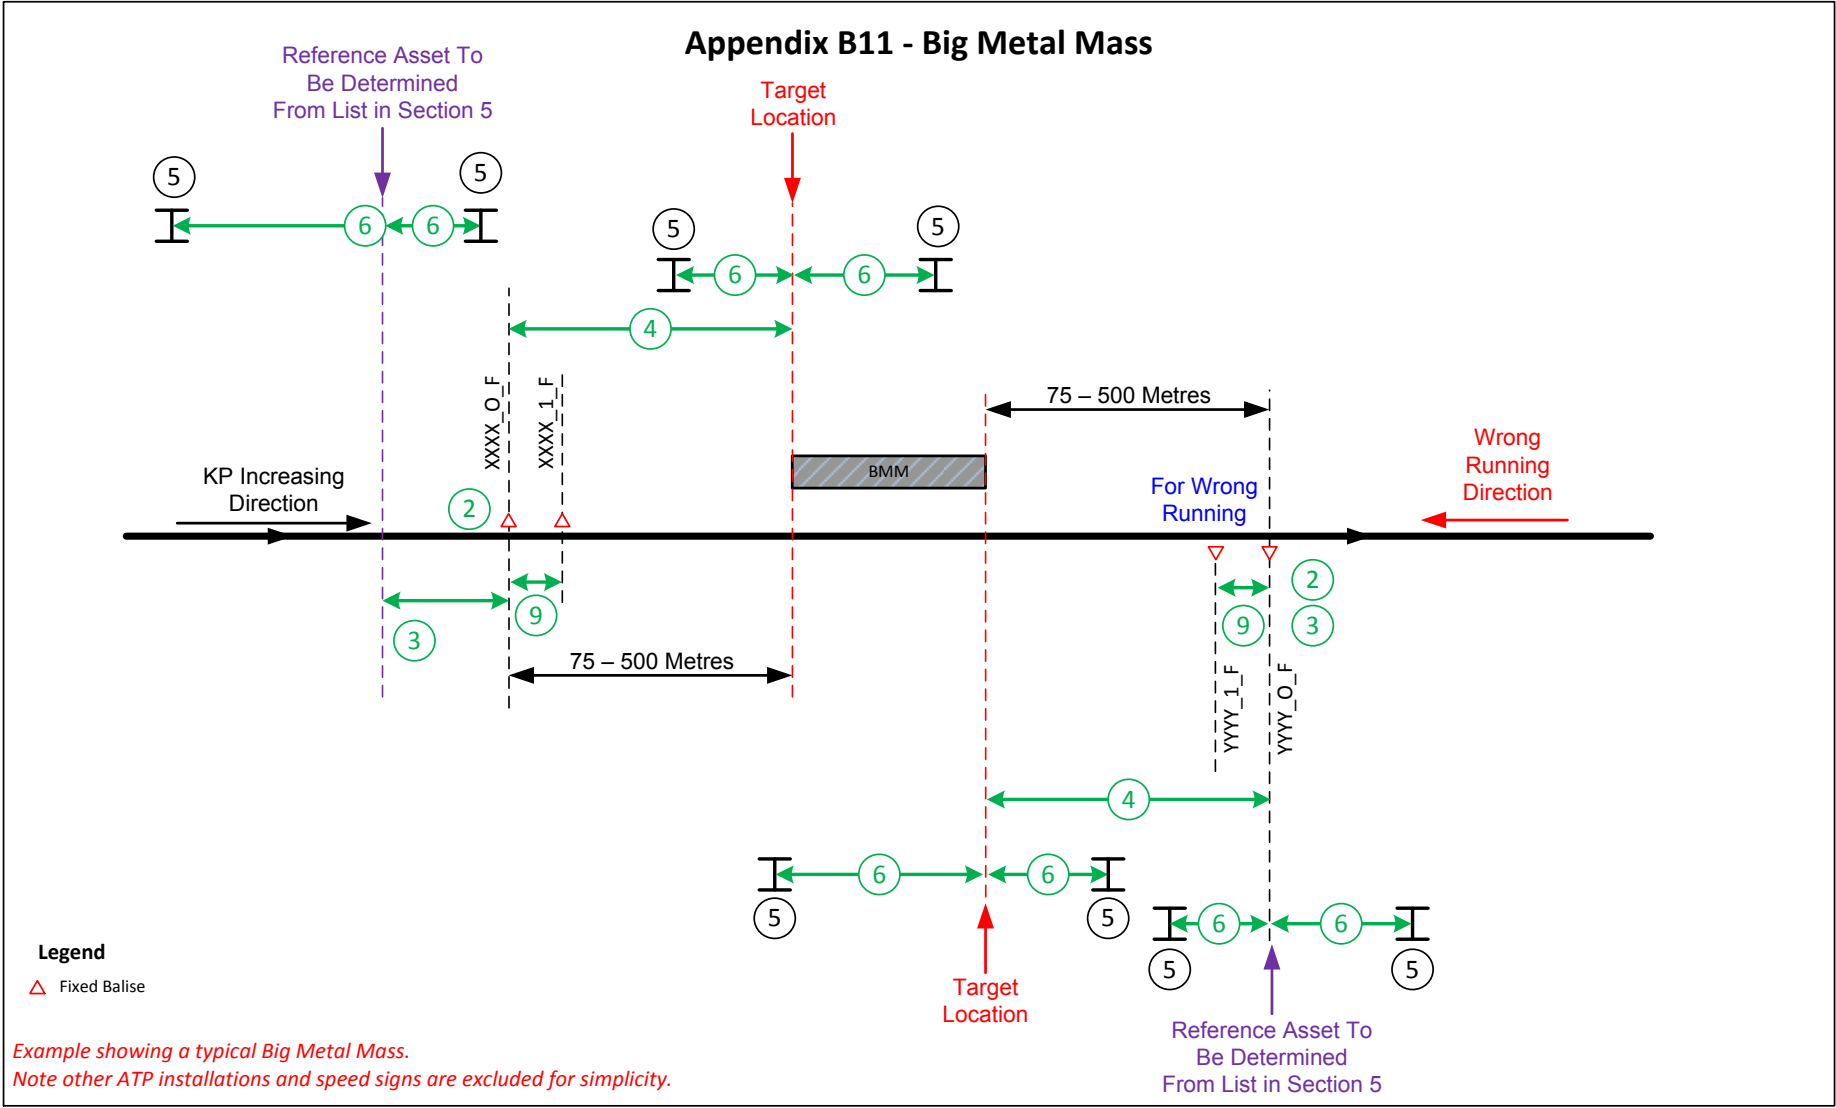 Appendix B11 - Big Metal Mass
Reference Asset To
Be Determined
From List in Section 5
Target
Location
5
5
6
6
5
5
6
6
4
XXXX_O_F
XXXX_1_F
75 – 500 Metres
KP Increasing
Direction
2
BMM
For Wrong
Running
Wrong
Running
Direction
9
3
75 – 500 Metres
2
9
3
YYYY_1_F
YYYY_O_F
4
6
6
5
5
6
6
5
5
Target
Location
Reference Asset To
Be Determined
From List in Section 5
Legend
Fixed Balise
Example showing a typical Big Metal Mass.
Note other ATP installations and speed signs are excluded for simplicity.